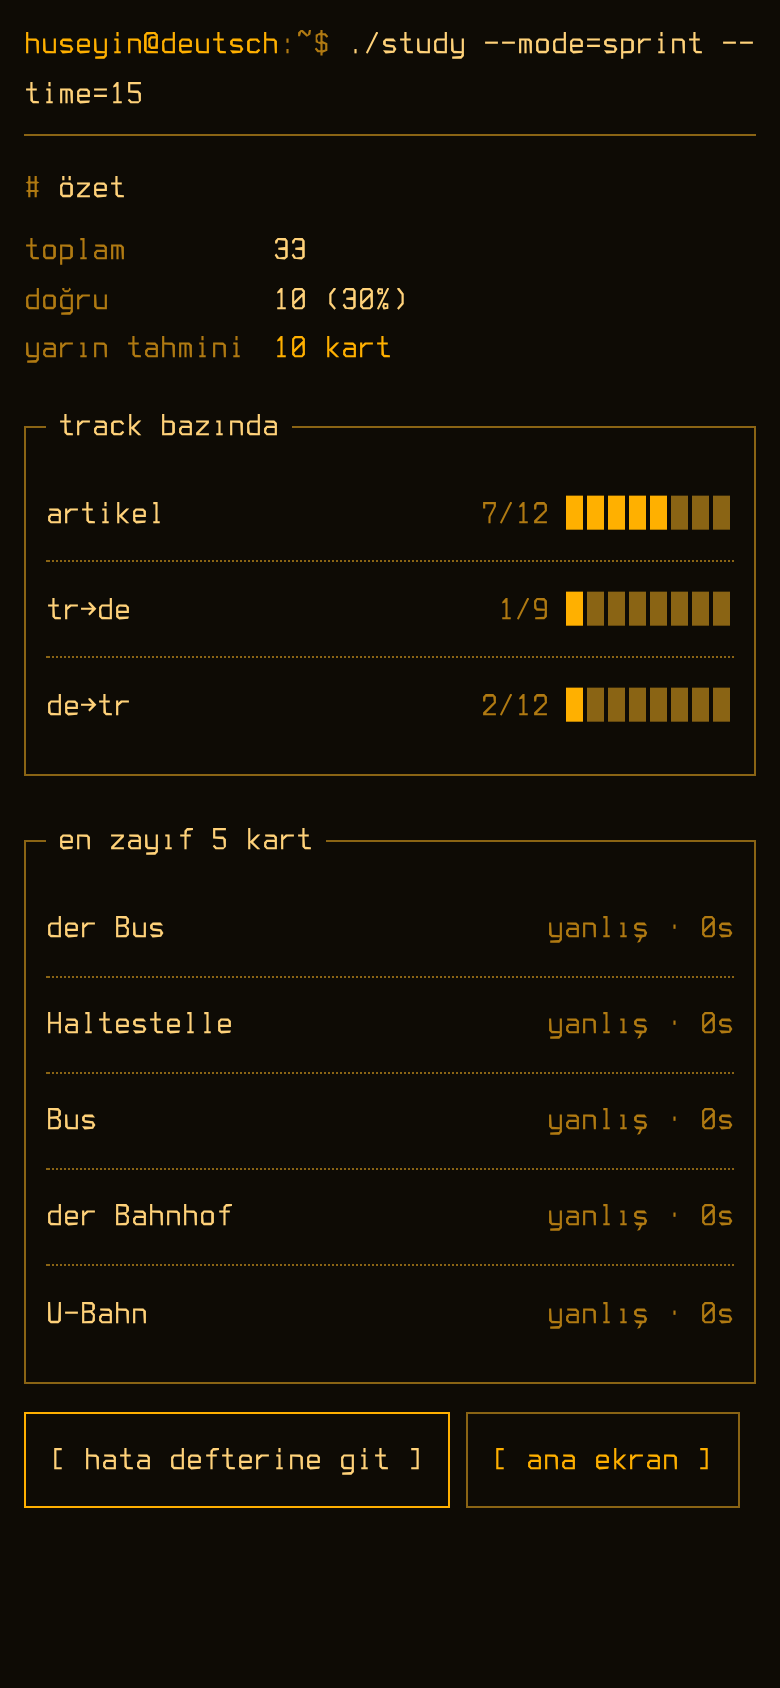 huseyin@deutsch:~$ ./study --mode=sprint --
time=15
# özet
toplam 33
doğru 10 (30%)
yarın tahmini 10 kart
track bazında
artikel 7/12
tr→de 1/9
de→tr 2/12
en zayıf 5 kart
der Bus yanlış · 0s
Haltestelle yanlış · 0s
Bus yanlış · 0s
der Bahnhof yanlış · 0s
U-Bahn yanlış · 0s
[ hata defterine git ] [ ana ekran ]